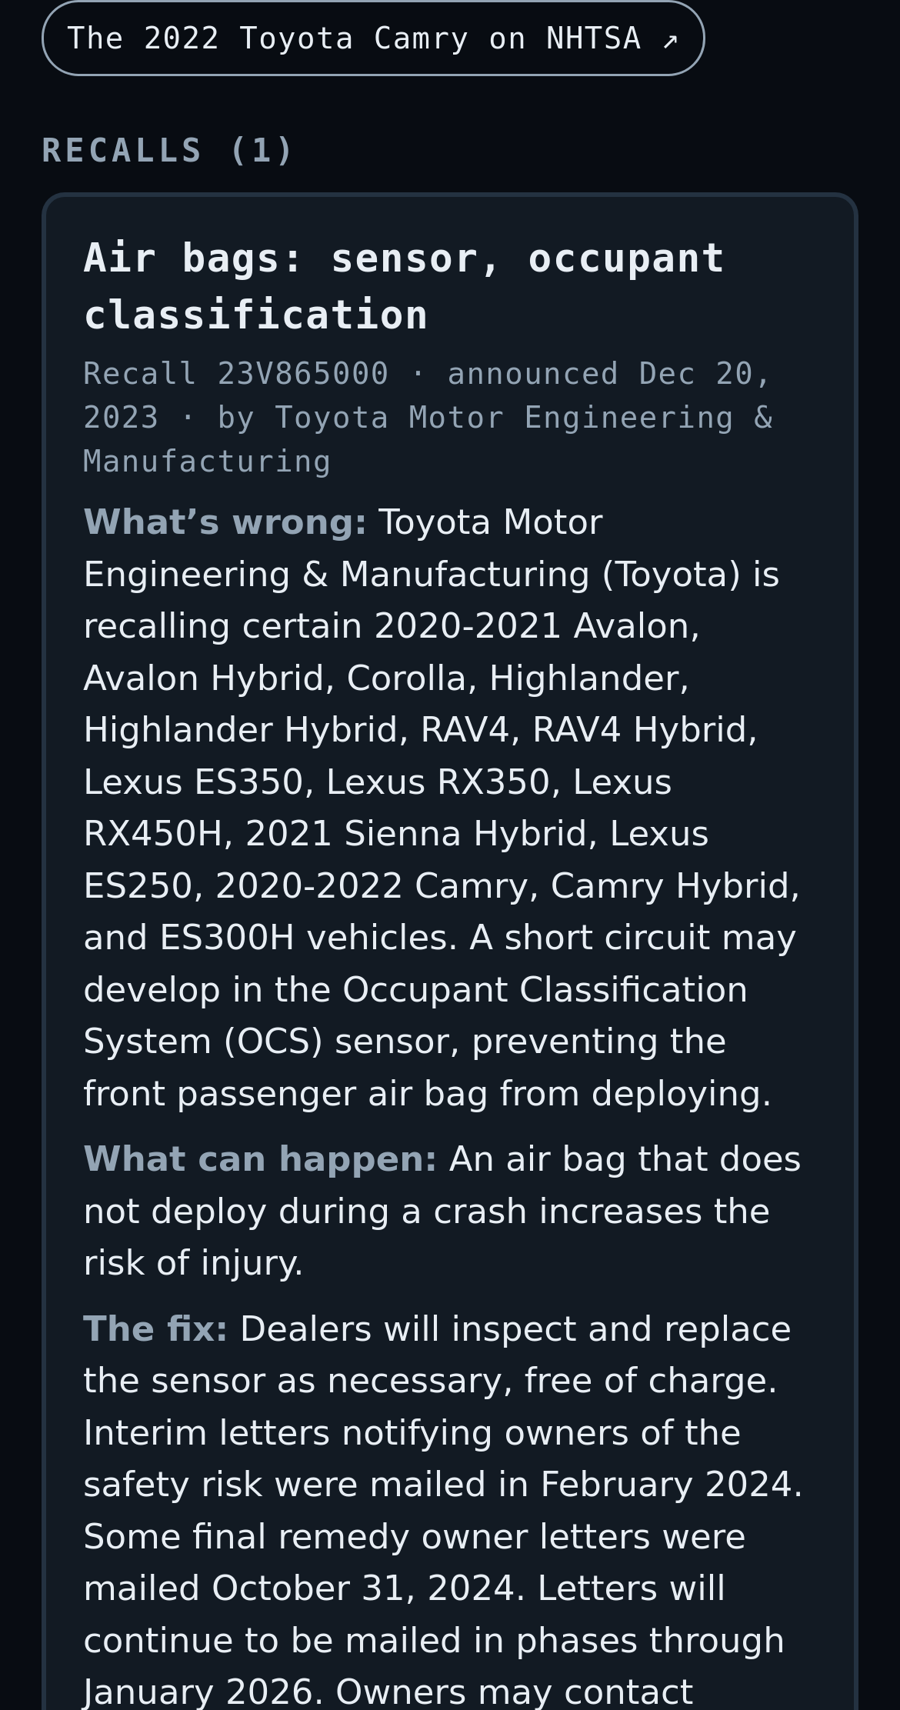 The 2022 Toyota Camry on NHTSA ↗
RECALLS (1)
Air bags: sensor, occupant
classification
Recall 23V865000 · announced Dec 20,
2023 · by Toyota Motor Engineering &
Manufacturing
What’s wrong: Toyota Motor
Engineering & Manufacturing (Toyota) is
recalling certain 2020-2021 Avalon,
Avalon Hybrid, Corolla, Highlander,
Highlander Hybrid, RAV4, RAV4 Hybrid,
Lexus ES350, Lexus RX350, Lexus
RX450H, 2021 Sienna Hybrid, Lexus
ES250, 2020-2022 Camry, Camry Hybrid,
and ES300H vehicles. A short circuit may
develop in the Occupant Classification
System (OCS) sensor, preventing the
front passenger air bag from deploying.
What can happen: An air bag that does
not deploy during a crash increases the
risk of injury.
The fix: Dealers will inspect and replace
the sensor as necessary, free of charge.
Interim letters notifying owners of the
safety risk were mailed in February 2024.
Some final remedy owner letters were
mailed October 31, 2024. Letters will
continue to be mailed in phases through
January 2026. Owners may contact